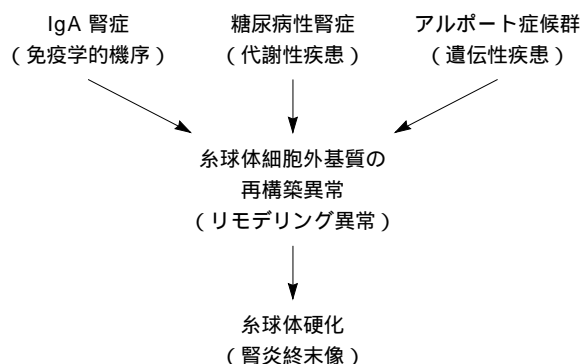 IgA 腎症
（免疫学的機序）
糖尿病性腎症
（代謝性疾患）
アルポート症候群
（遺伝性疾患）
糸球体細胞外基質の
再構築異常
（リモデリング異常）
糸球体硬化
（腎炎終末像）